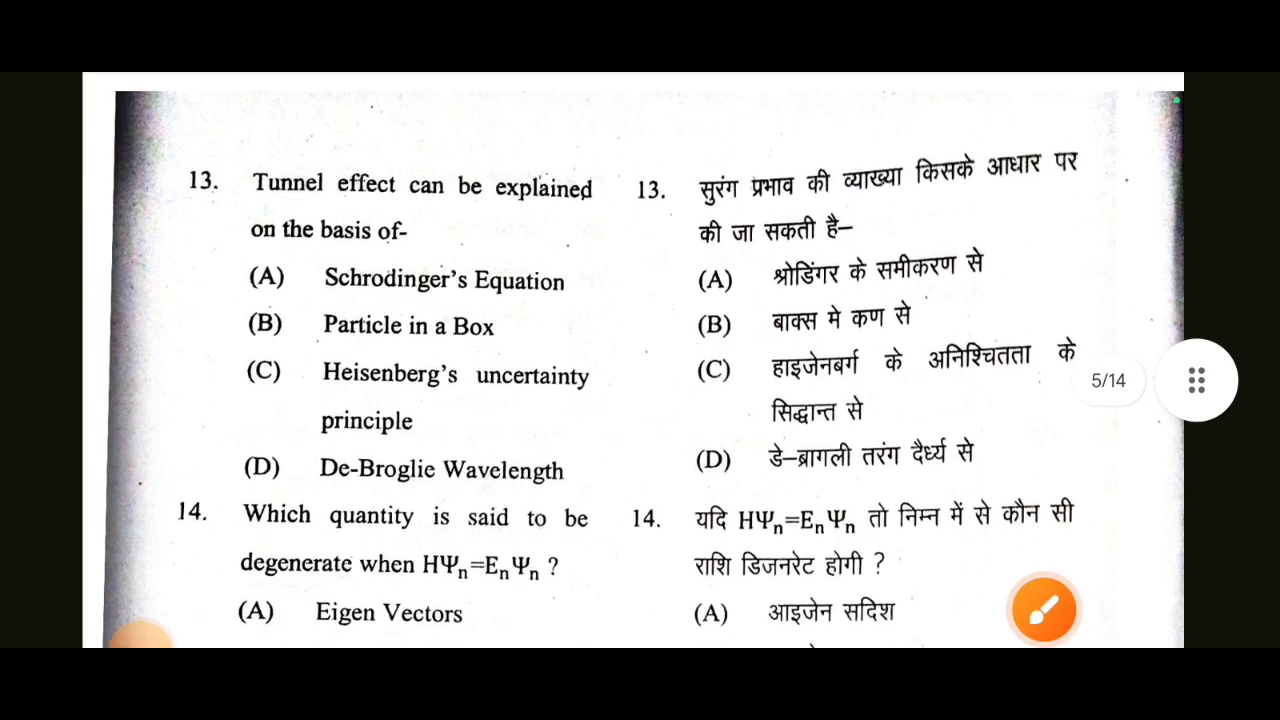 13. Tunnel effect can be explained
on the basis of-
(A) Schrodinger's Equation
(B) Particle in a Box
(C) Heisenberg's uncertainty
principle
(D) De-Broglie Wavelength
14. Which quantity is said to be
degenerate when HΨn=EnΨn ?
(A) Eigen Vectors
13. सुरंग प्रभाव की व्याख्या किसके आधार पर
की जा सकती है–
(A) श्रोडिंगर के समीकरण से
(B) बाक्स मे कण से
(C) हाइजेनबर्ग के अनिश्चितता के
सिद्धान्त से
(D) डे–ब्रागली तरंग दैर्ध्य से
14. यदि HΨn=EnΨn तो निम्न में से कौन सी
राशि डिजनरेट होगी ?
(A) आइजेन सदिश
5/14